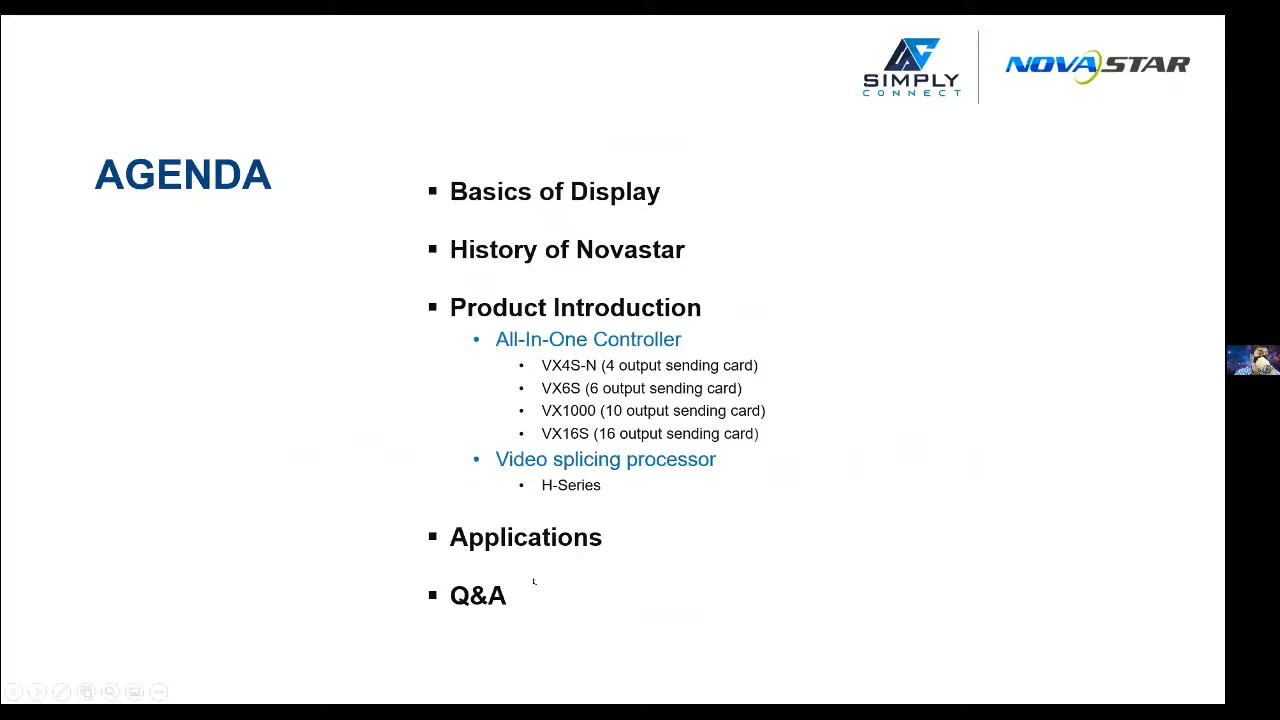 SIMPLY
CONNECT
NOVASTAR
AGENDA
▪ Basics of Display
▪ History of Novastar
▪ Product Introduction
• All-In-One Controller
• VX4S-N (4 output sending card)
• VX6S (6 output sending card)
• VX1000 (10 output sending card)
• VX16S (16 output sending card)
• Video splicing processor
• H-Series
▪ Applications
▪ Q&A